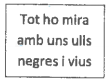 Tot ho mira
amb uns ulls
negres i vius